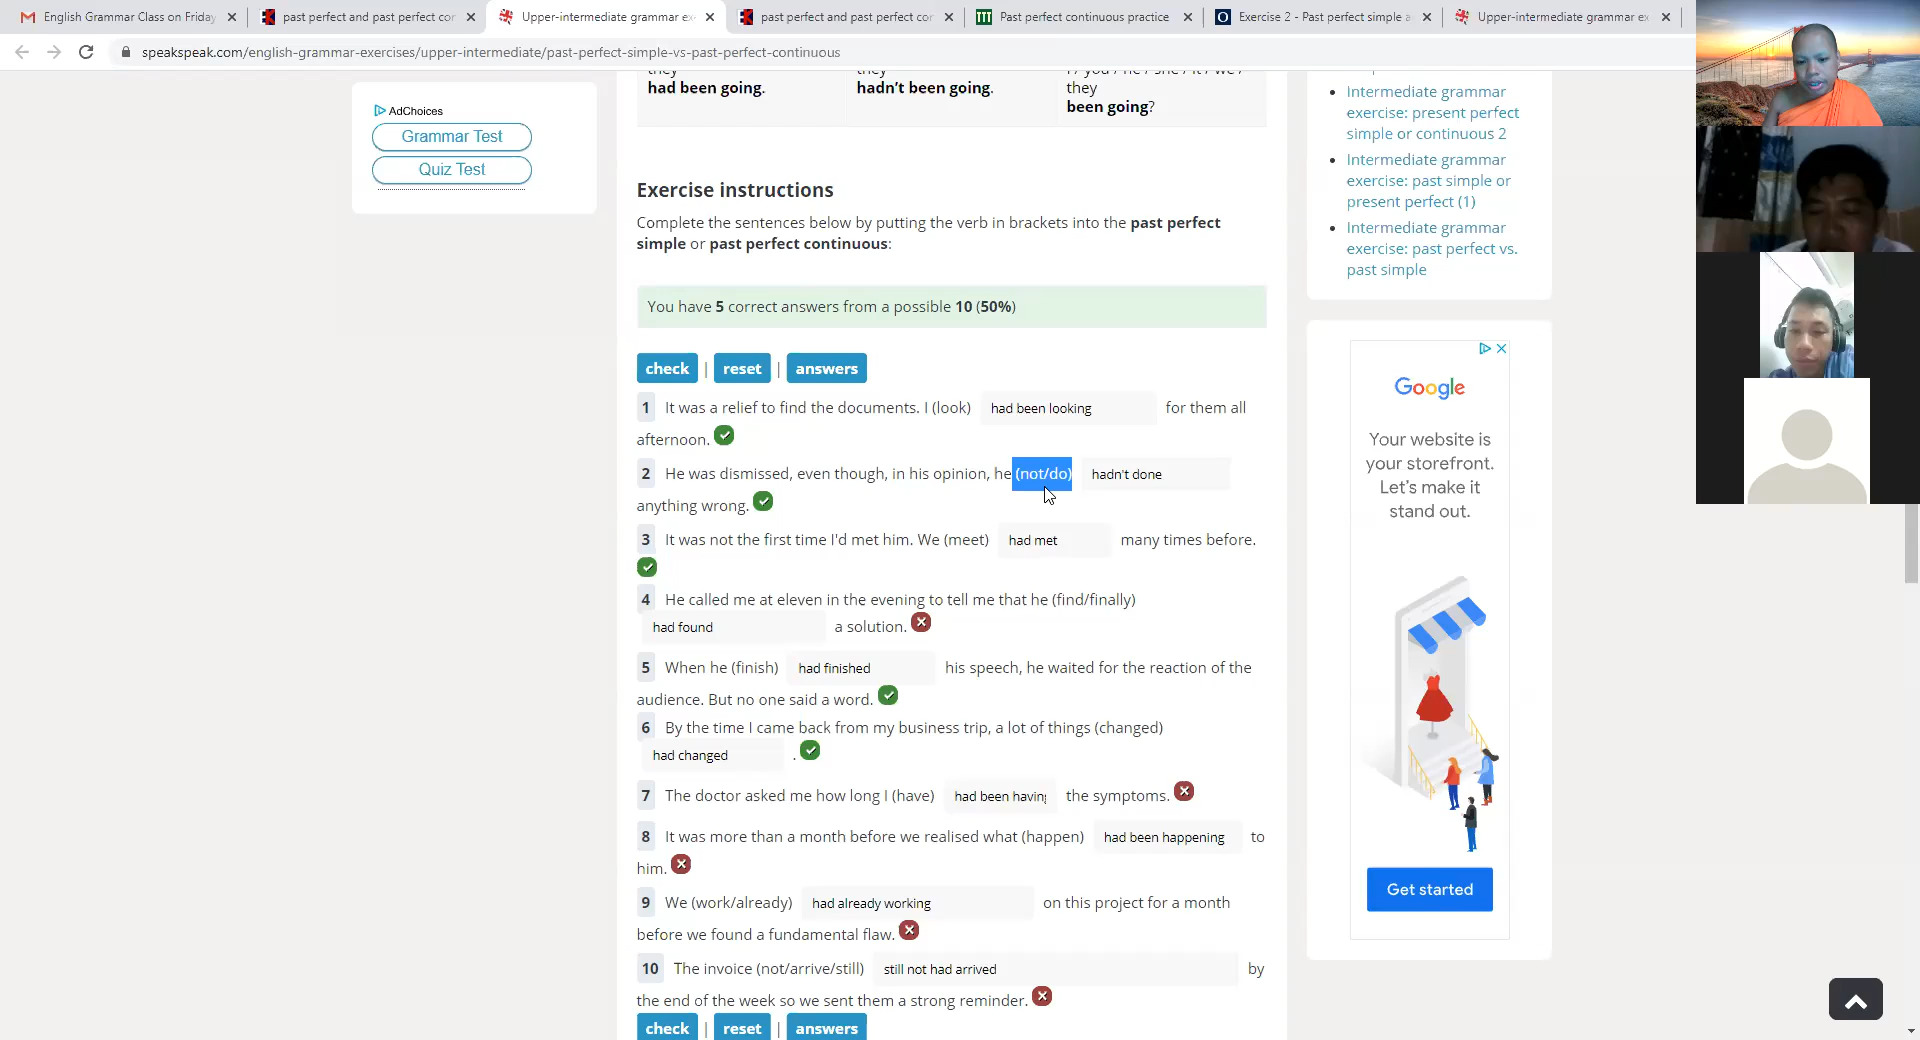 English Grammar Class on Friday
past perfect and past perfect cor
Upper-intermediate grammar ex
past perfect and past perfect cor
Past perfect continuous practice
Exercise 2 - Past perfect simple a
Upper-intermediate grammar ex
speakspeak.com/english-grammar-exercises/upper-intermediate/past-perfect-simple-vs-past-perfect-continuous
they
had been going.
they
hadn't been going.
I / you / he / she / it / we /
they
been going?
AdChoices
Grammar Test
Quiz Test
Exercise instructions
Complete the sentences below by putting the verb in brackets into the past perfect
simple or past perfect continuous:
You have 5 correct answers from a possible 10 (50%)
check | reset | answers
1 It was a relief to find the documents. I (look) had been looking for them all
afternoon.
2 He was dismissed, even though, in his opinion, he (not/do) hadn't done
anything wrong.
3 It was not the first time I'd met him. We (meet) had met many times before.
4 He called me at eleven in the evening to tell me that he (find/finally)
had found a solution.
5 When he (finish) had finished his speech, he waited for the reaction of the
audience. But no one said a word.
6 By the time I came back from my business trip, a lot of things (changed)
had changed .
7 The doctor asked me how long I (have) had been having the symptoms.
8 It was more than a month before we realised what (happen) had been happening to
him.
9 We (work/already) had already working on this project for a month
before we found a fundamental flaw.
10 The invoice (not/arrive/still) still not had arrived by
the end of the week so we sent them a strong reminder.
check | reset | answers
Intermediate grammar
exercise: present perfect
simple or continuous 2
Intermediate grammar
exercise: past simple or
present perfect (1)
Intermediate grammar
exercise: past perfect vs.
past simple
Google
Your website is
your storefront.
Let's make it
stand out.
Get started